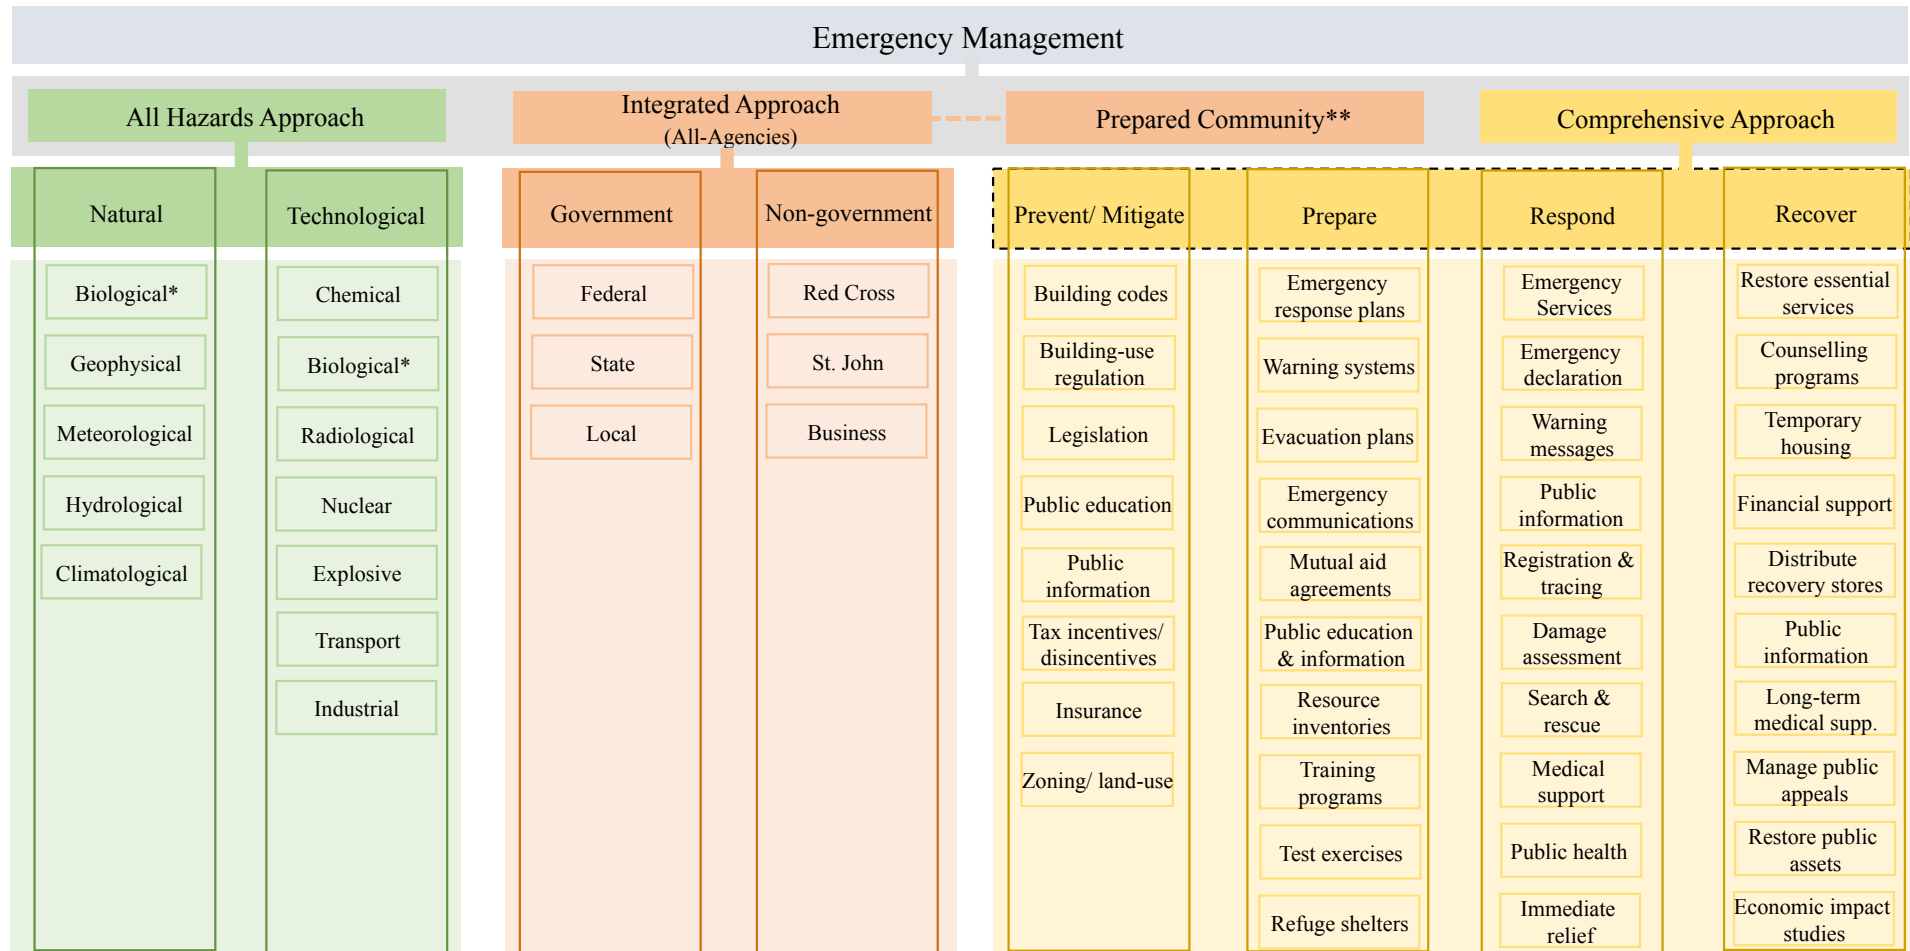 Emergency Management
All Hazards Approach
Integrated Approach
(All-Agencies)
Prepared Community**
Comprehensive Approach
Natural
Technological
Government
Non-government
Prevent/ Mitigate
Prepare
Respond
Recover
Biological*
Geophysical
Meteorological
Hydrological
Climatological
Chemical
Biological*
Radiological
Nuclear
Explosive
Transport
Industrial
Federal
State
Local
Red Cross
St. John
Business
Building codes
Building-use
regulation
Legislation
Public education
Public
information
Tax incentives/
disincentives
Insurance
Zoning/ land-use
Emergency
response plans
Warning systems
Evacuation plans
Emergency
communications
Mutual aid
agreements
Public education
& information
Resource
inventories
Training
programs
Test exercises
Refuge shelters
Emergency
Services
Emergency
declaration
Warning
messages
Public
information
Registration &
tracing
Damage
assessment
Search &
rescue
Medical
support
Public health
Immediate
relief
Restore essential
services
Counselling
programs
Temporary
housing
Financial support
Distribute
recovery stores
Public
information
Long-term
medical supp.
Manage public
appeals
Restore public
assets
Economic impact
studies